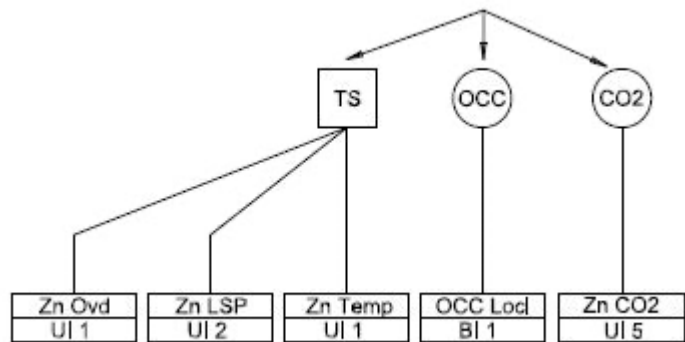 TS OCC CO2
Zn Ovd Zn LSP Zn Temp OCC Locl Zn CO2
UI 1 UI 2 UI 1 BI 1 UI 5